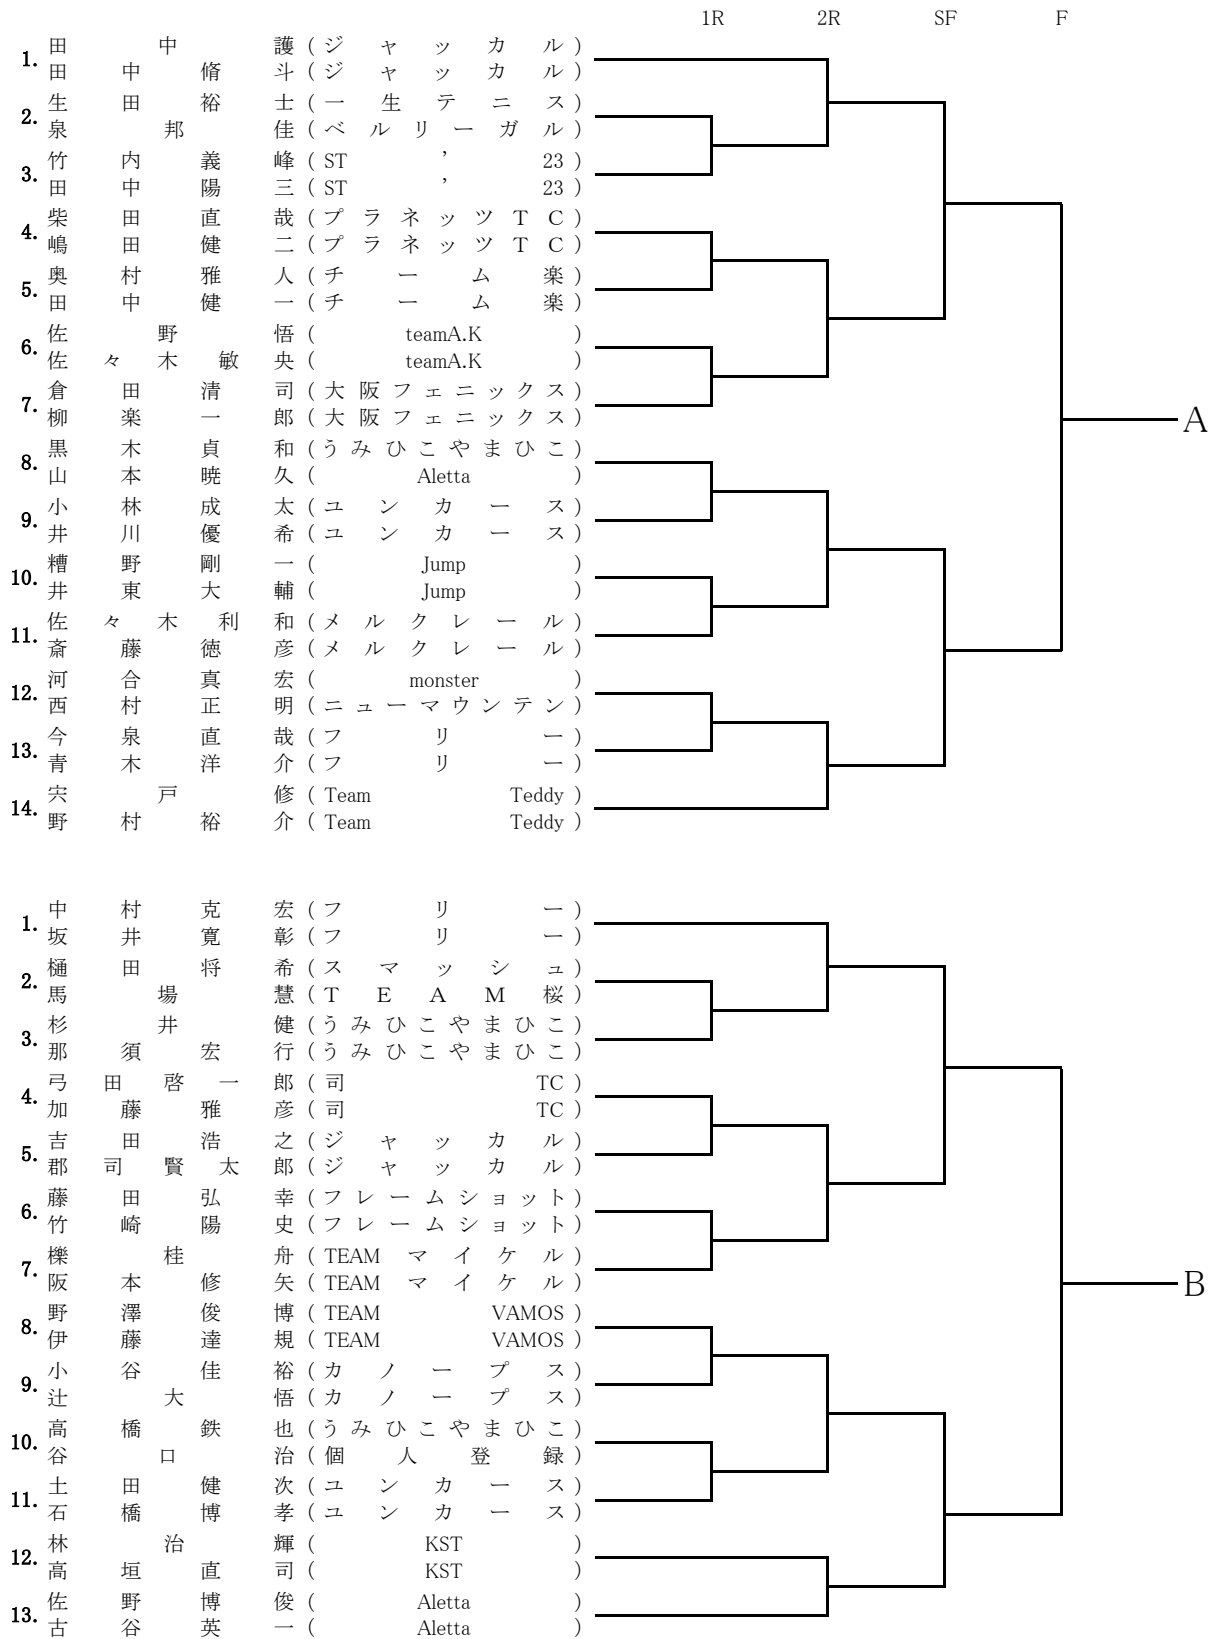 1R 2R SF F
1. 田中護(ジャッカル)
田中脩斗(ジャッカル)
2. 生田裕士(一生テニス)
泉邦佳(ベルリーガル)
3. 竹内義峰(ST ’23)
田中陽三(ST ’23)
4. 柴田直哉(プラネッツTC)
嶋田健二(プラネッツTC)
5. 奥村雅人(チーム楽)
田中健一(チーム楽)
6. 佐野悟(teamA.K)
佐々木敏央(teamA.K)
7. 倉田清司(大阪フェニックス)
柳楽一郎(大阪フェニックス)
A
8. 黒木貞和(うみひこやまひこ)
山本暁久(Aletta)
9. 小林成太(ユンカース)
井川優希(ユンカース)
10. 糟野剛一(Jump)
井東大輔(Jump)
11. 佐々木利和(メルクレール)
斎藤徳彦(メルクレール)
12. 河合真宏(monster)
西村正明(ニューマウンテン)
13. 今泉直哉(フリー)
青木洋介(フリー)
14. 宍戸修(Team Teddy)
野村裕介(Team Teddy)
1. 中村克宏(フリー)
坂井寛彰(フリー)
2. 樋田将希(スマッシュ)
馬場慧(TEAM桜)
3. 杉井健(うみひこやまひこ)
那須宏行(うみひこやまひこ)
4. 弓田啓一郎(司TC)
加藤雅彦(司TC)
5. 吉田浩之(ジャッカル)
郡司賢太郎(ジャッカル)
6. 藤田弘幸(フレームショット)
竹崎陽史(フレームショット)
7. 櫟桂舟(TEAMマイケル)
阪本修矢(TEAMマイケル)
B
8. 野澤俊博(TEAM VAMOS)
伊藤達規(TEAM VAMOS)
9. 小谷佳裕(カノープス)
辻大悟(カノープス)
10. 高橋鉄也(うみひこやまひこ)
谷口治(個人登録)
11. 土田健次(ユンカース)
石橋博孝(ユンカース)
12. 林治輝(KST)
高垣直司(KST)
13. 佐野博俊(Aletta)
古谷英一(Aletta)